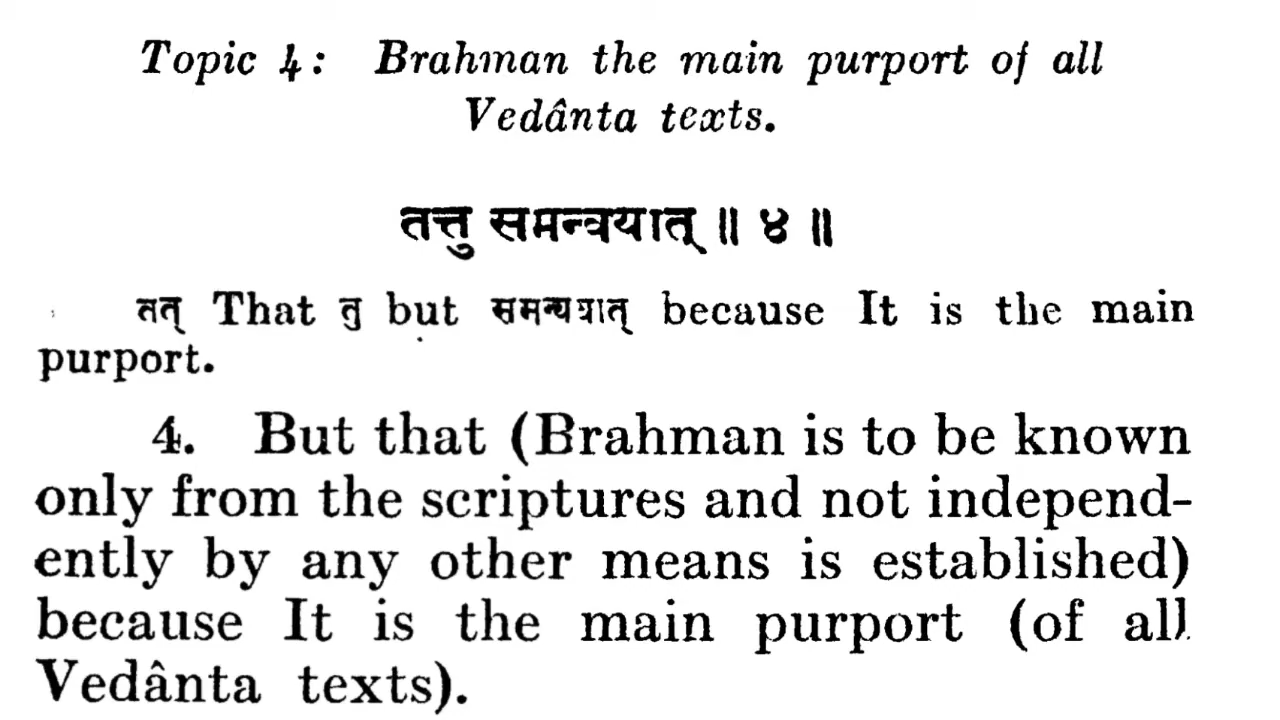 Topic 4: Brahman the main purport of all
Vedânta texts.
तत्तु समन्वयात् ॥ ४ ॥
तत् That तु but समन्वयात् because It is the main
purport.
4. But that (Brahman is to be known
only from the scriptures and not independ-
ently by any other means is established)
because It is the main purport (of all
Vedânta texts).